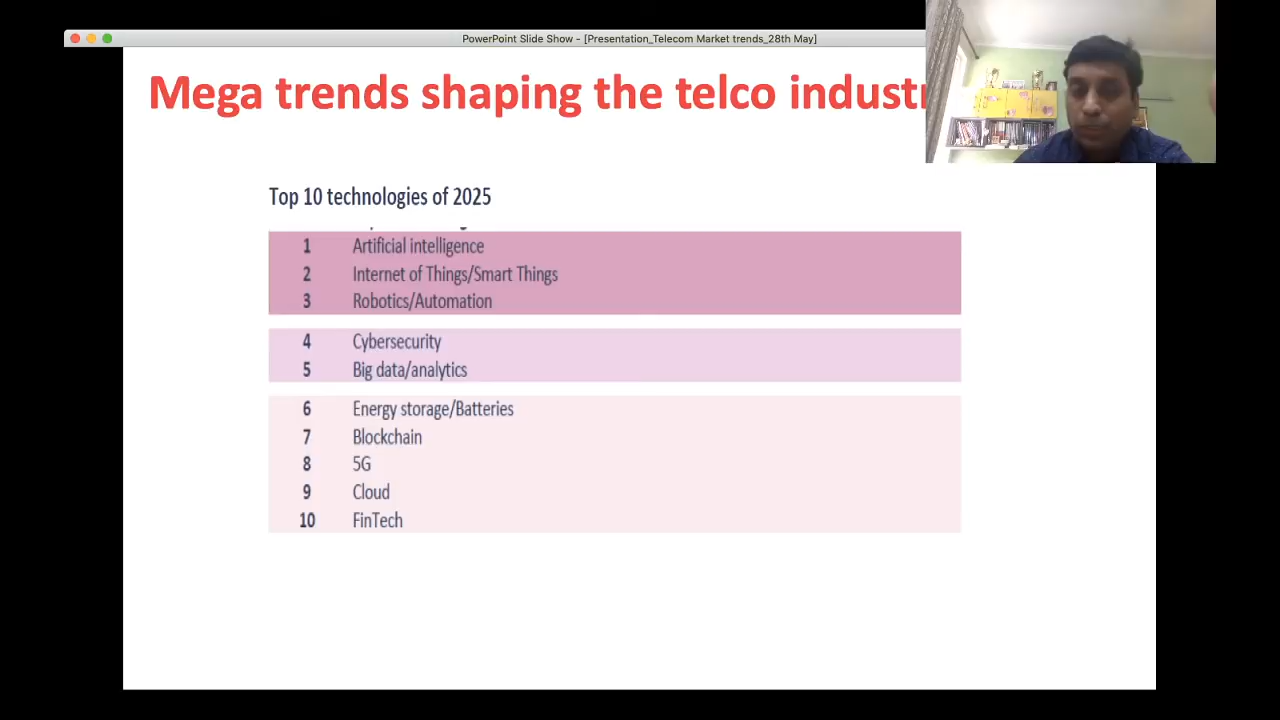 PowerPoint Slide Show - [Presentation_Telecom Market trends_28th May]
Mega trends shaping the telco
Top 10 technologies of 2025
1 Artificial intelligence
2 Internet of Things/Smart Things
3 Robotics/Automation
4 Cybersecurity
5 Big data/analytics
6 Energy storage/Batteries
7 Blockchain
8 5G
9 Cloud
10 FinTech